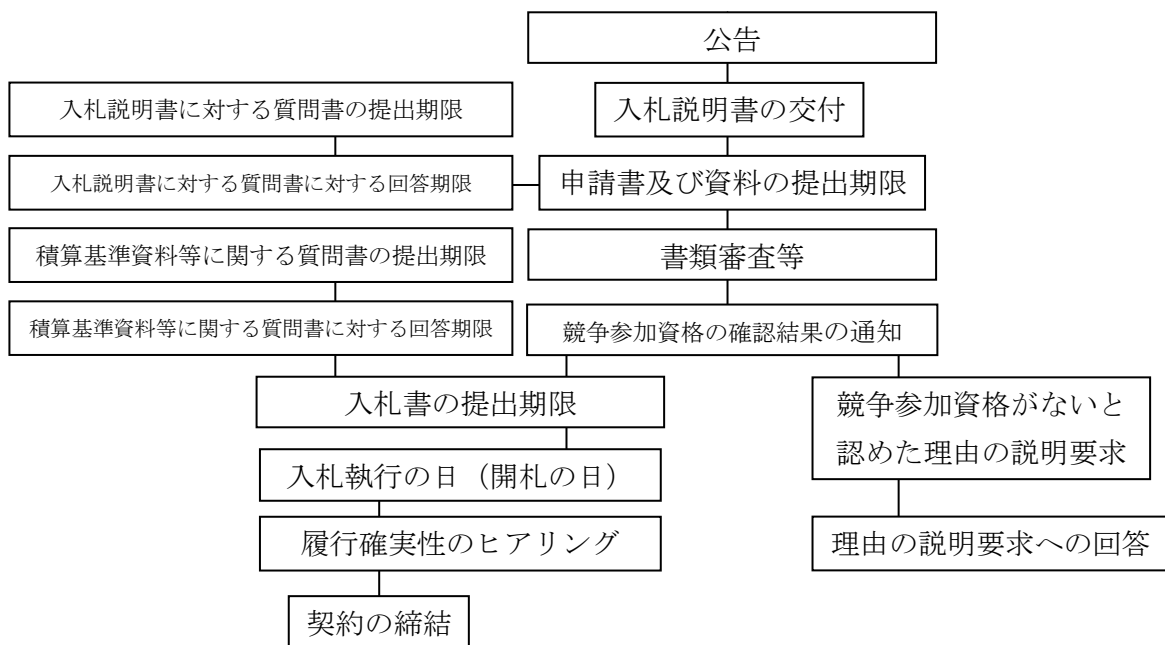 公告
入札説明書に対する質問書の提出期限
入札説明書の交付
入札説明書に対する質問書に対する回答期限
申請書及び資料の提出期限
積算基準資料等に関する質問書の提出期限
書類審査等
積算基準資料等に関する質問書に対する回答期限
競争参加資格の確認結果の通知
入札書の提出期限
競争参加資格がないと
認めた理由の説明要求
入札執行の日（開札の日）
履行確実性のヒアリング
理由の説明要求への回答
契約の締結